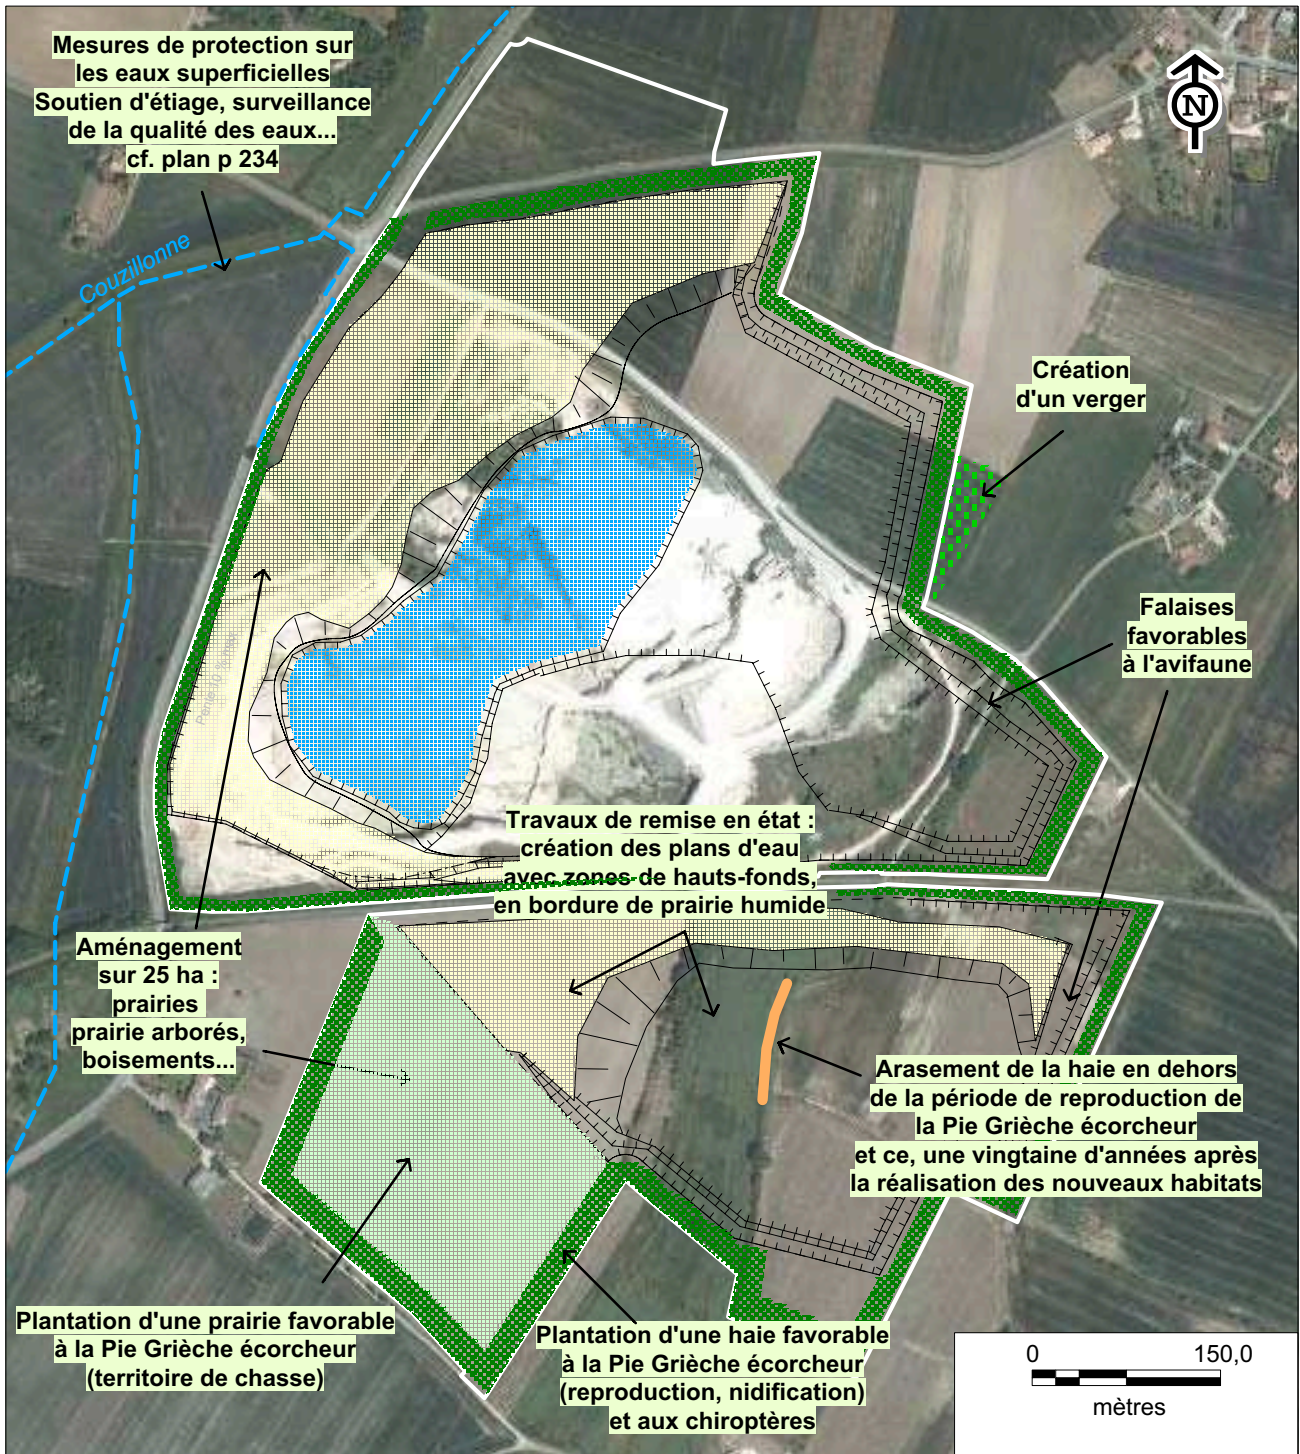 Mesures de protection sur
les eaux superficielles
Soutien d'étiage, surveillance
de la qualité des eaux...
cf. plan p 234
N
Couzillonne
Création
d'un verger
Falaises
favorables
à l'avifaune
Travaux de remise en état :
création des plans d'eau
avec zones de hauts-fonds,
en bordure de prairie humide
Aménagement
sur 25 ha :
prairies
prairie arborés,
boisements...
Arasement de la haie en dehors
de la période de reproduction de
la Pie Grièche écorcheur
et ce, une vingtaine d'années après
la réalisation des nouveaux habitats
Plantation d'une prairie favorable
à la Pie Grièche écorcheur
(territoire de chasse)
Plantation d'une haie favorable
à la Pie Grièche écorcheur
(reproduction, nidification)
et aux chiroptères
0 150,0
mètres